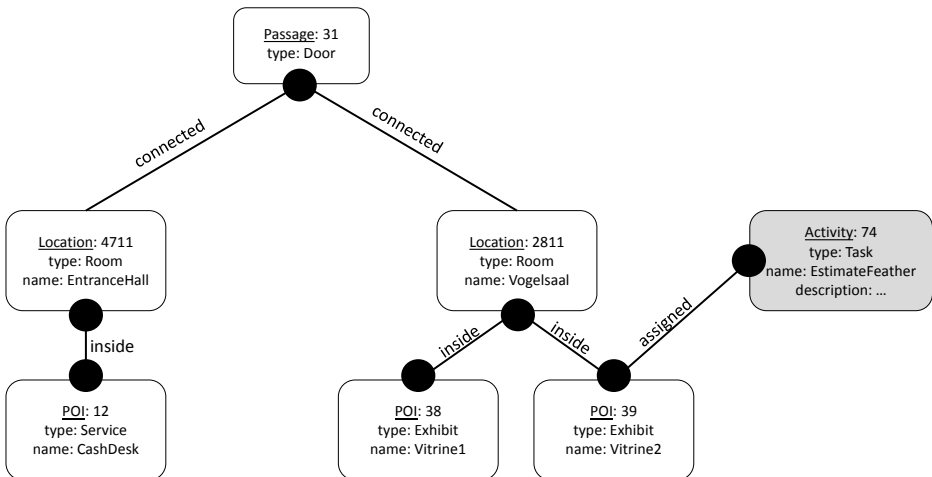 Passage: 31
type: Door
connected
connected
Location: 4711
type: Room
name: EntranceHall
Location: 2811
type: Room
name: Vogelsaal
Activity: 74
type: Task
name: EstimateFeather
description: ...
inside
inside
inside
assigned
POI: 12
type: Service
name: CashDesk
POI: 38
type: Exhibit
name: Vitrine1
POI: 39
type: Exhibit
name: Vitrine2